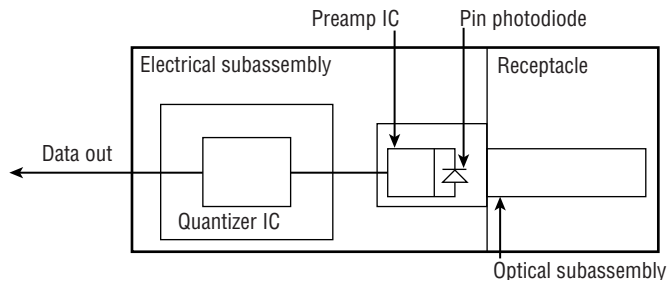 Preamp IC
Pin photodiode
Electrical subassembly
Receptacle
Data out
Quantizer IC
Optical subassembly